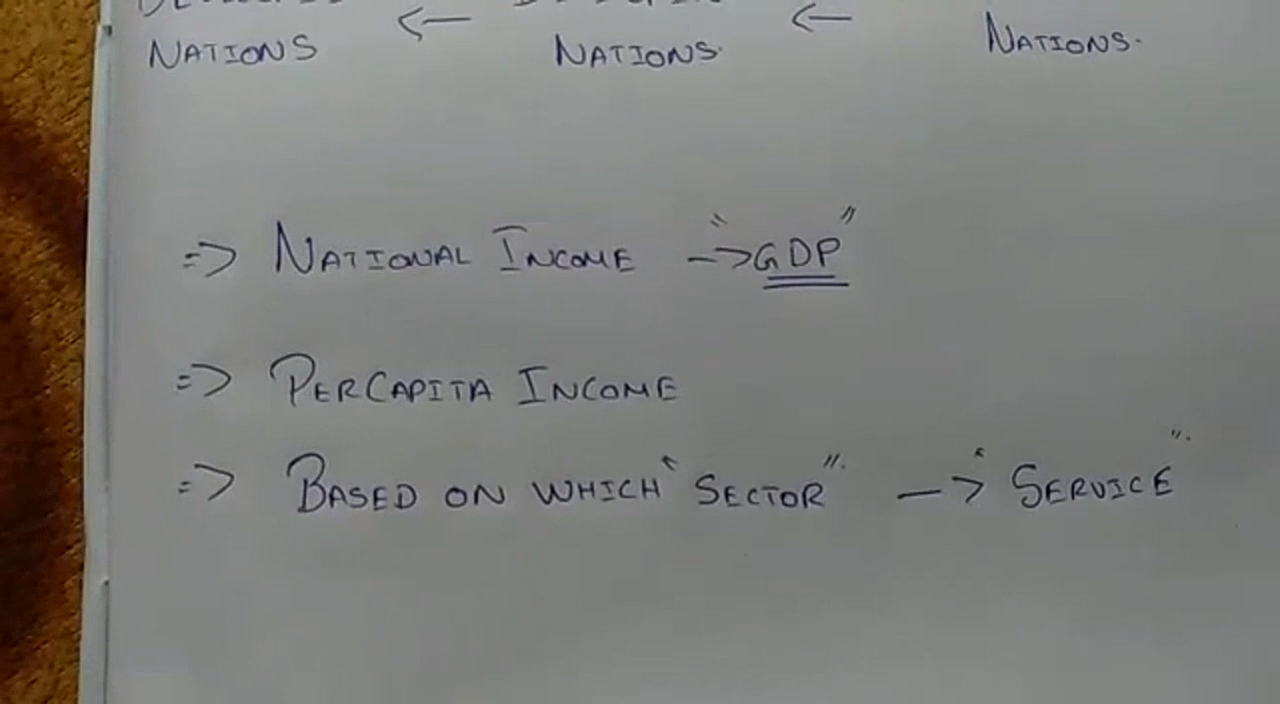 NATIONS ← NATIONS. ← NATIONS.
=> NATIONAL INCOME -> "GDP"
=> PERCAPITA INCOME
=> BASED ON WHICH "SECTOR". -> "SERVICE".